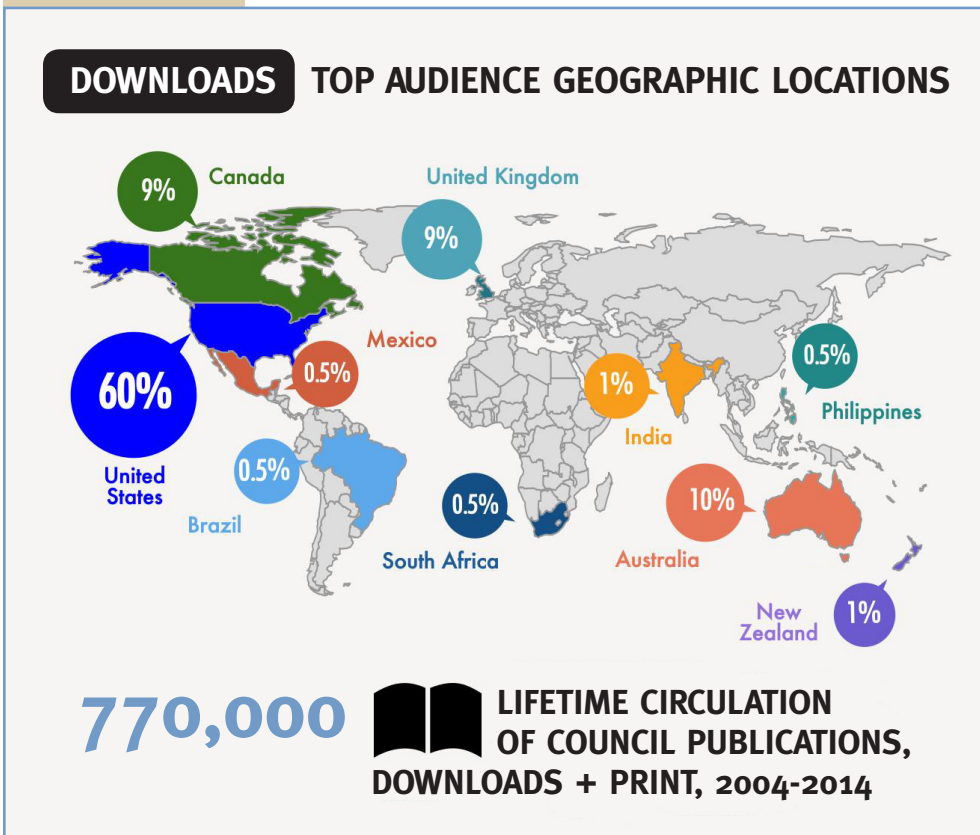 DOWNLOADS TOP AUDIENCE GEOGRAPHIC LOCATIONS
9%
Canada
United Kingdom
9%
Mexico
0.5%
60%
United
States
0.5%
Brazil
0.5%
South Africa
1%
India
0.5%
Philippines
10%
Australia
New
Zealand
1%
770,000
LIFETIME CIRCULATION
OF COUNCIL PUBLICATIONS,
DOWNLOADS + PRINT, 2004-2014